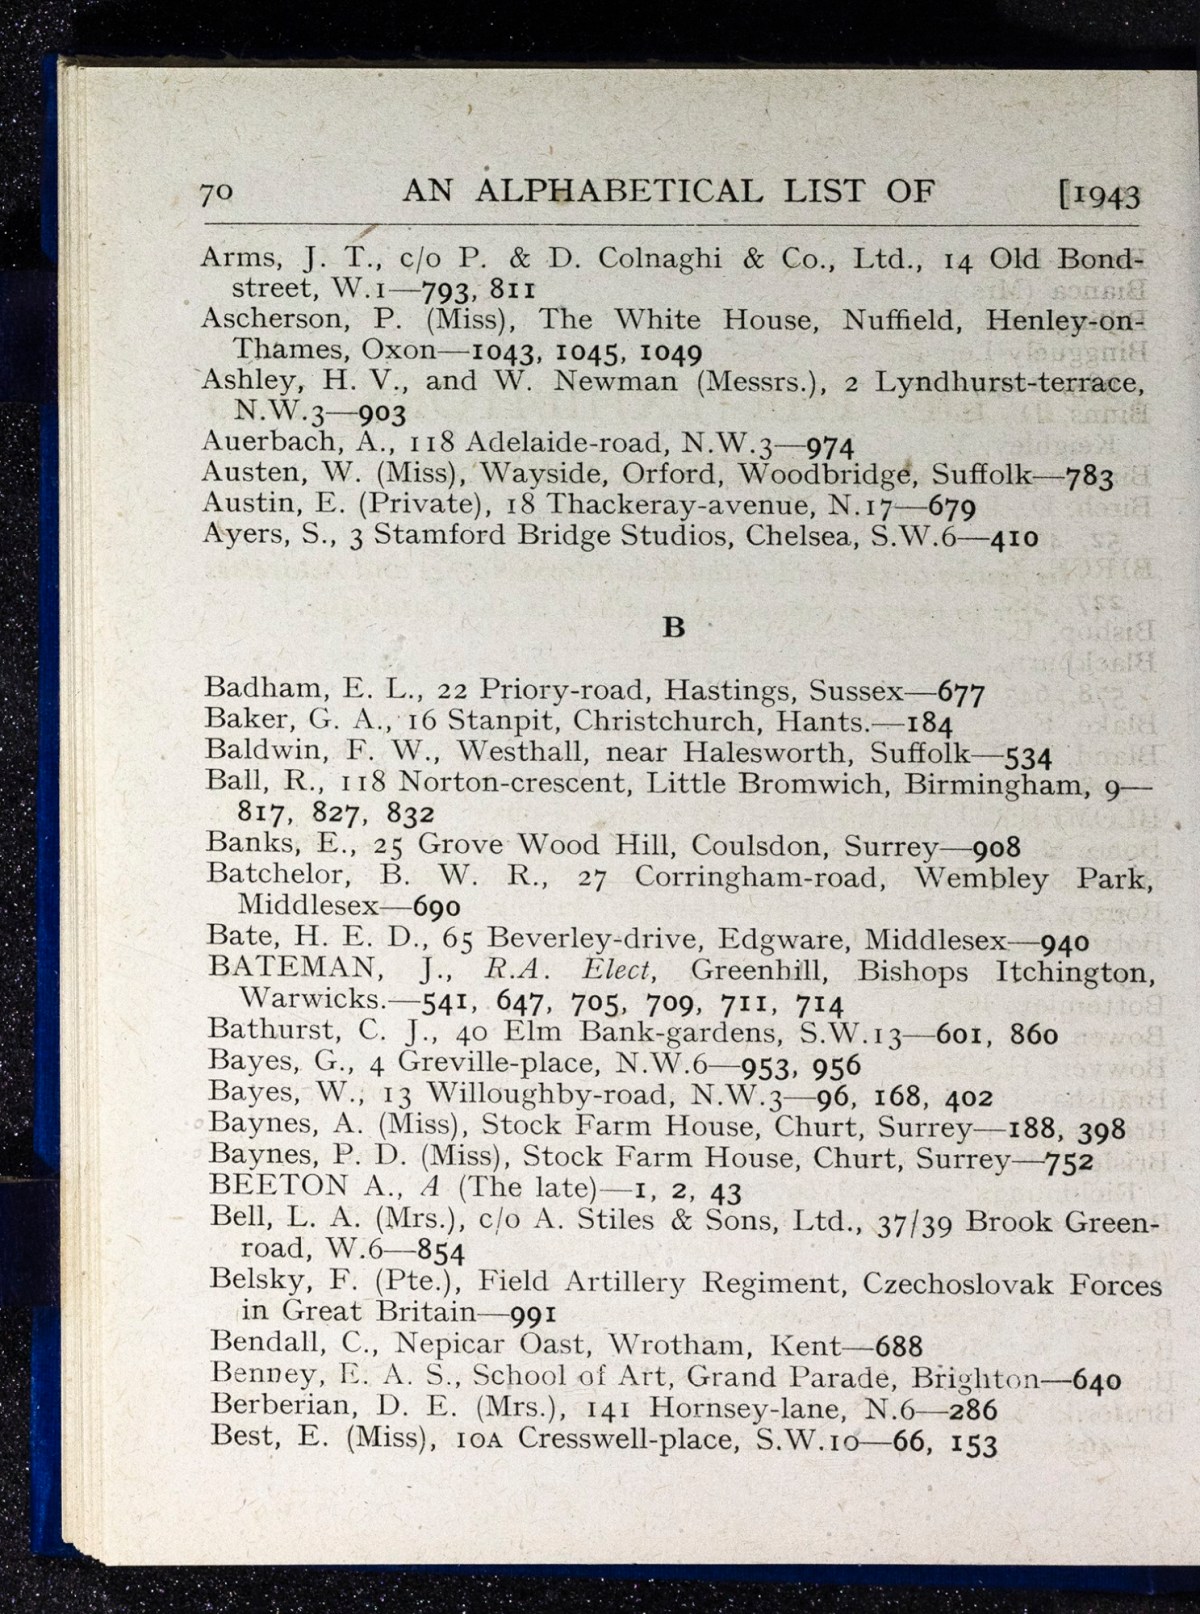 70 AN ALPHABETICAL LIST OF [1943
Arms, J. T., c/o P. & D. Colnaghi & Co., Ltd., 14 Old Bond-
street, W.1—793, 811
Ascherson, P. (Miss), The White House, Nuffield, Henley-on-
Thames, Oxon—1043, 1045, 1049
Ashley, H. V., and W. Newman (Messrs.), 2 Lyndhurst-terrace,
N.W.3—903
Auerbach, A., 118 Adelaide-road, N.W.3—974
Austen, W. (Miss), Wayside, Orford, Woodbridge, Suffolk—783
Austin, E. (Private), 18 Thackeray-avenue, N.17—679
Ayers, S., 3 Stamford Bridge Studios, Chelsea, S.W.6—410
B
Badham, E. L., 22 Priory-road, Hastings, Sussex—677
Baker, G. A., 16 Stanpit, Christchurch, Hants.—184
Baldwin, F. W., Westhall, near Halesworth, Suffolk—534
Ball, R., 118 Norton-crescent, Little Bromwich, Birmingham, 9—
817, 827, 832
Banks, E., 25 Grove Wood Hill, Coulsdon, Surrey—908
Batchelor, B. W. R., 27 Corringham-road, Wembley Park,
Middlesex—690
Bate, H. E. D., 65 Beverley-drive, Edgware, Middlesex—940
BATEMAN, J., R.A. Elect, Greenhill, Bishops Itchington,
Warwicks.—541, 647, 705, 709, 711, 714
Bathurst, C. J., 40 Elm Bank-gardens, S.W.13—601, 860
Bayes, G., 4 Greville-place, N.W.6—953, 956
Bayes, W., 13 Willoughby-road, N.W.3—96, 168, 402
Baynes, A. (Miss), Stock Farm House, Churt, Surrey—188, 398
Baynes, P. D. (Miss), Stock Farm House, Churt, Surrey—752
BEETON A., A (The late)—1, 2, 43
Bell, L. A. (Mrs.), c/o A. Stiles & Sons, Ltd., 37/39 Brook Green-
road, W.6—854
Belsky, F. (Pte.), Field Artillery Regiment, Czechoslovak Forces
in Great Britain—991
Bendall, C., Nepicar Oast, Wrotham, Kent—688
Benney, E. A. S., School of Art, Grand Parade, Brighton—640
Berberian, D. E. (Mrs.), 141 Hornsey-lane, N.6—286
Best, E. (Miss), 10A Cresswell-place, S.W.10—66, 153